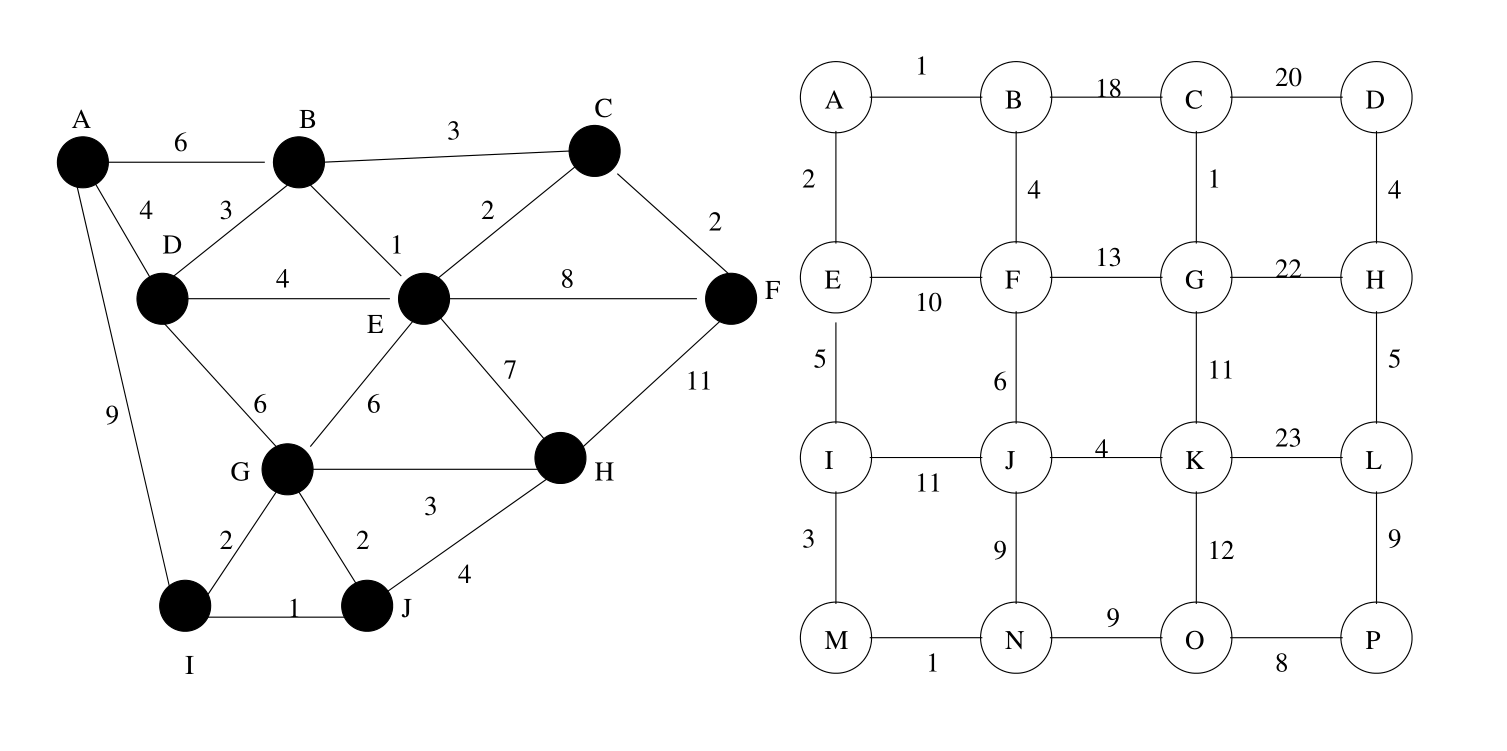 A 6 B 3 C
4 3 1 2 2
D 4 E 8 F
9 6 6 7 11
G 3 H
2 2 4
1 J
I
A 1 B 18 C 20 D
2 4 1 4
E 10 F 13 G 22 H
5 6 11 5
I 11 J 4 K 23 L
3 9 12 9
M 1 N 9 O 8 P